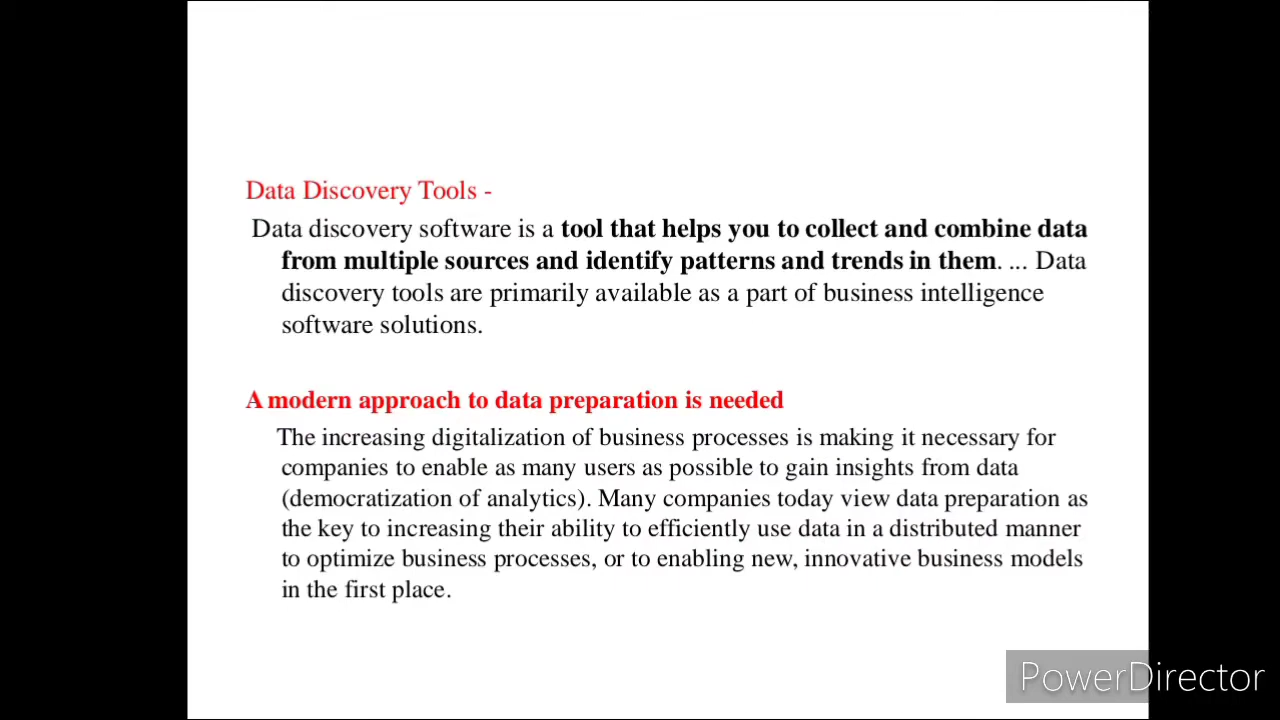 Data Discovery Tools -
Data discovery software is a tool that helps you to collect and combine data
from multiple sources and identify patterns and trends in them. ... Data
discovery tools are primarily available as a part of business intelligence
software solutions.
A modern approach to data preparation is needed
The increasing digitalization of business processes is making it necessary for
companies to enable as many users as possible to gain insights from data
(democratization of analytics). Many companies today view data preparation as
the key to increasing their ability to efficiently use data in a distributed manner
to optimize business processes, or to enabling new, innovative business models
in the first place.
PowerDirector